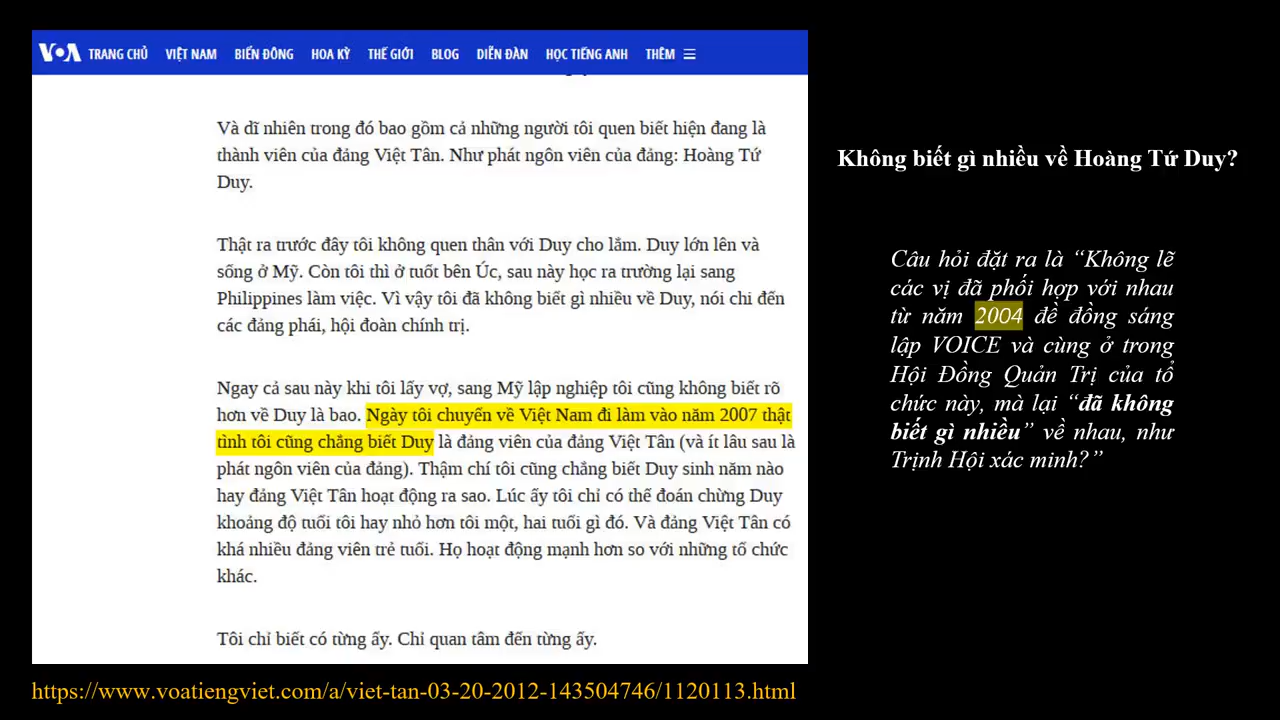 VOA TRANG CHỦ VIỆT NAM BIỂN ĐÔNG HOA KỲ THẾ GIỚI BLOG DIỄN ĐÀN HỌC TIẾNG ANH THÊM
Và dĩ nhiên trong đó bao gồm cả những người tôi quen biết hiện đang là
thành viên của đảng Việt Tân. Như phát ngôn viên của đảng: Hoàng Tứ
Duy.
Thật ra trước đây tôi không quen thân với Duy cho lắm. Duy lớn lên và
sống ở Mỹ. Còn tôi thì ở tuốt bên Úc, sau này học ra trường lại sang
Philippines làm việc. Vì vậy tôi đã không biết gì nhiều về Duy, nói chi đến
các đảng phái, hội đoàn chính trị.
Ngay cả sau này khi tôi lấy vợ, sang Mỹ lập nghiệp tôi cũng không biết rõ
hơn về Duy là bao. Ngày tôi chuyển về Việt Nam đi làm vào năm 2007 thật
tình tôi cũng chẳng biết Duy là đảng viên của đảng Việt Tân (và ít lâu sau là
phát ngôn viên của đảng). Thậm chí tôi cũng chẳng biết Duy sinh năm nào
hay đảng Việt Tân hoạt động ra sao. Lúc ấy tôi chỉ có thể đoán chừng Duy
khoảng độ tuổi tôi hay nhỏ hơn tôi một, hai tuổi gì đó. Và đảng Việt Tân có
khá nhiều đảng viên trẻ tuổi. Họ hoạt động mạnh hơn so với những tổ chức
khác.
Tôi chỉ biết có từng ấy. Chỉ quan tâm đến từng ấy.
https://www.voatiengviet.com/a/viet-tan-03-20-2012-143504746/1120113.html
Không biết gì nhiều về Hoàng Tứ Duy?
Câu hỏi đặt ra là “Không lẽ
các vị đã phối hợp với nhau
từ năm 2004 để đồng sáng
lập VOICE và cùng ở trong
Hội Đồng Quản Trị của tổ
chức này, mà lại “đã không
biết gì nhiều” về nhau, như
Trịnh Hội xác minh?”